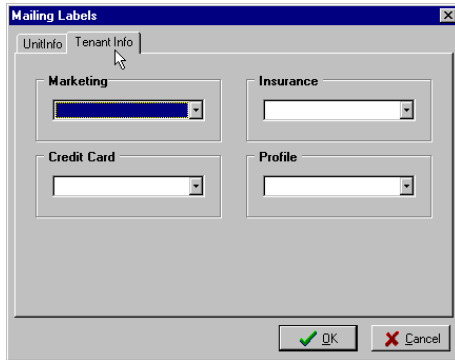 Mailing Labels
UnitInfo Tenant Info
Marketing Insurance
Credit Card Profile
OK Cancel